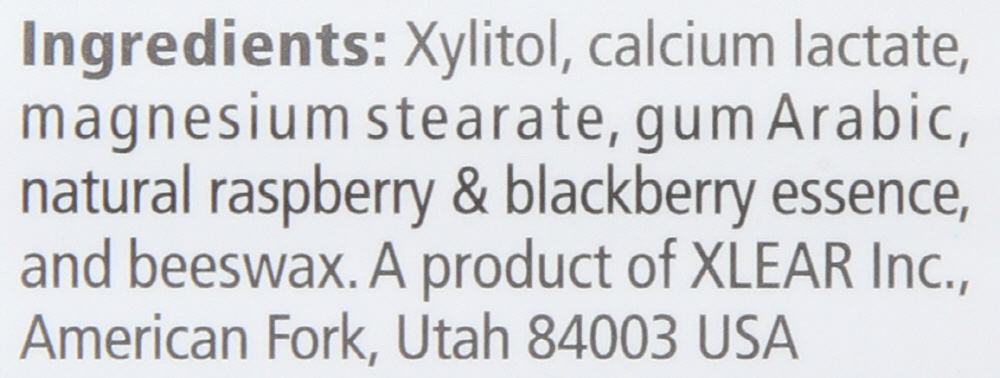 Ingredients: Xylitol, calcium lactate,
magnesium stearate, gum Arabic,
natural raspberry & blackberry essence,
and beeswax. A product of XLEAR Inc.,
American Fork, Utah 84003 USA